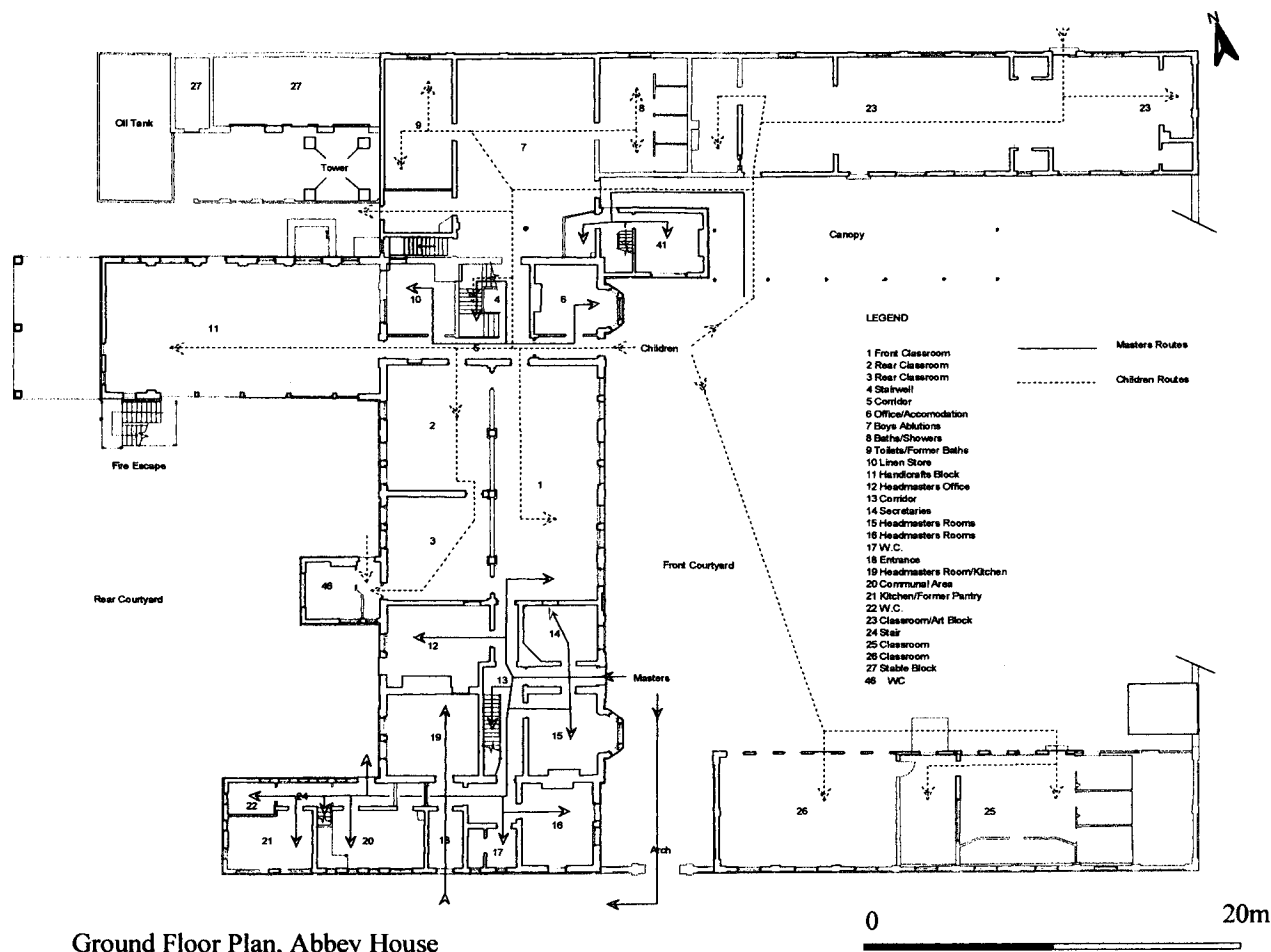 N
27
27
Oil Tank
Tower
9
7
8
23
23
41
Canopy
10
4
6
11
5
Children
Fire Escape
2
1
3
46
Rear Courtyard
Front Courtyard
12
14
13
Masters
19
15
22
24
21
20
18
17
16
Arch
26
25
LEGEND
1 Front Classroom
2 Rear Classroom
3 Rear Classroom
4 Stairwell
5 Corridor
6 Office/Accomodation
7 Boys Ablutions
8 Baths/Showers
9 Toilets/Former Baths
10 Linen Store
11 Handicrafts Block
12 Headmasters Office
13 Corridor
14 Secretaries
15 Headmasters Rooms
16 Headmasters Rooms
17 W.C.
18 Entrance
19 Headmasters Room/Kitchen
20 Communal Area
21 Kitchen/Former Pantry
22 W.C.
23 Classroom/Art Block
24 Stair
25 Classroom
26 Classroom
27 Stable Block
46 WC
Masters Routes
Children Routes
0
20m
Ground Floor Plan, Abbey House